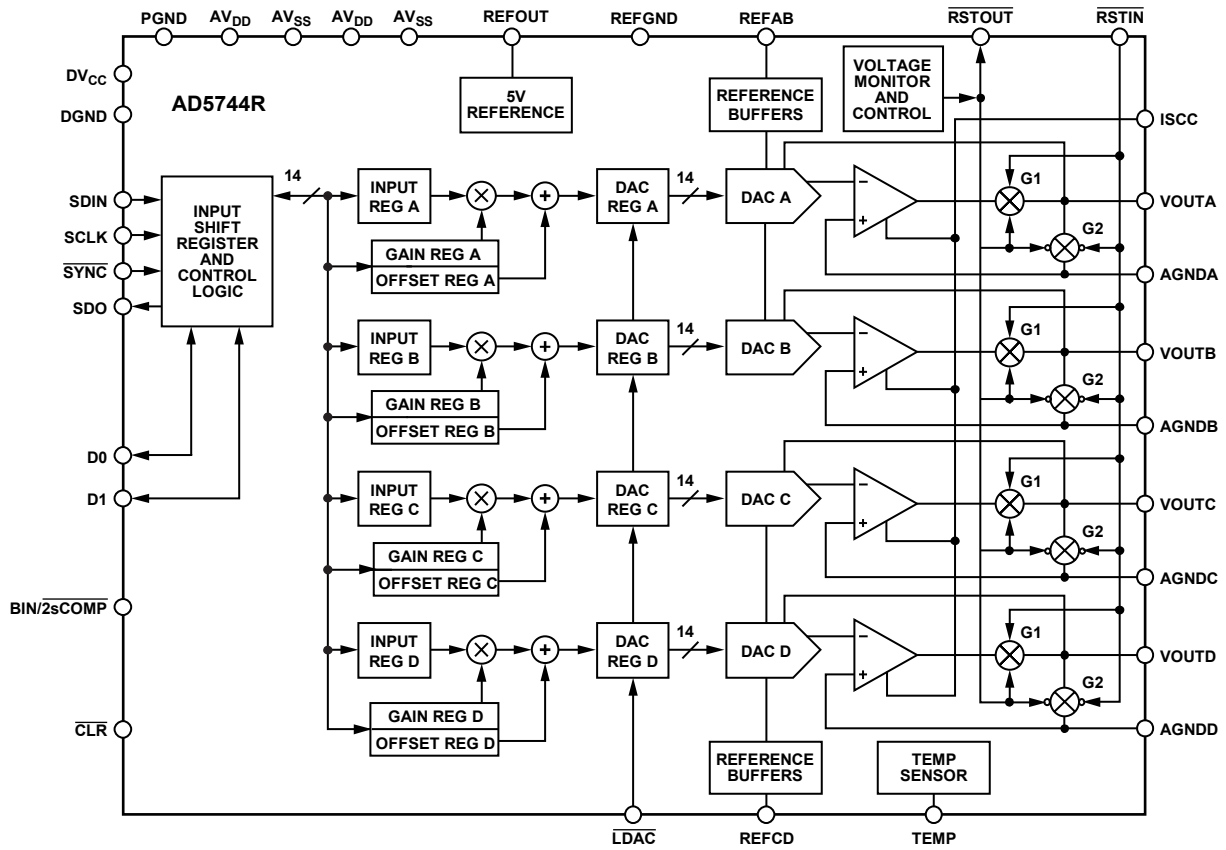 PGND AVDD AVSS AVDD AVSS REFOUT REFGND REFAB RSTOUT RSTIN
DVCC
DGND
AD5744R
5V
REFERENCE
REFERENCE
BUFFERS
VOLTAGE
MONITOR
AND
CONTROL
ISCC
SDIN
SCLK
SYNC
SDO
INPUT
SHIFT
REGISTER
AND
CONTROL
LOGIC
14
INPUT
REG A
×
+
DAC
REG A
14
DAC A
−
+
G1
G2
VOUTA
AGNDA
GAIN REG A
OFFSET REG A
INPUT
REG B
×
+
DAC
REG B
14
DAC B
−
+
G1
G2
VOUTB
AGNDB
GAIN REG B
OFFSET REG B
D0
D1
INPUT
REG C
×
+
DAC
REG C
14
DAC C
−
+
G1
G2
VOUTC
AGNDC
GAIN REG C
OFFSET REG C
BIN/2sCOMP
INPUT
REG D
×
+
DAC
REG D
14
DAC D
−
+
G1
G2
VOUTD
AGNDD
GAIN REG D
OFFSET REG D
CLR
REFERENCE
BUFFERS
TEMP
SENSOR
LDAC REFCD TEMP